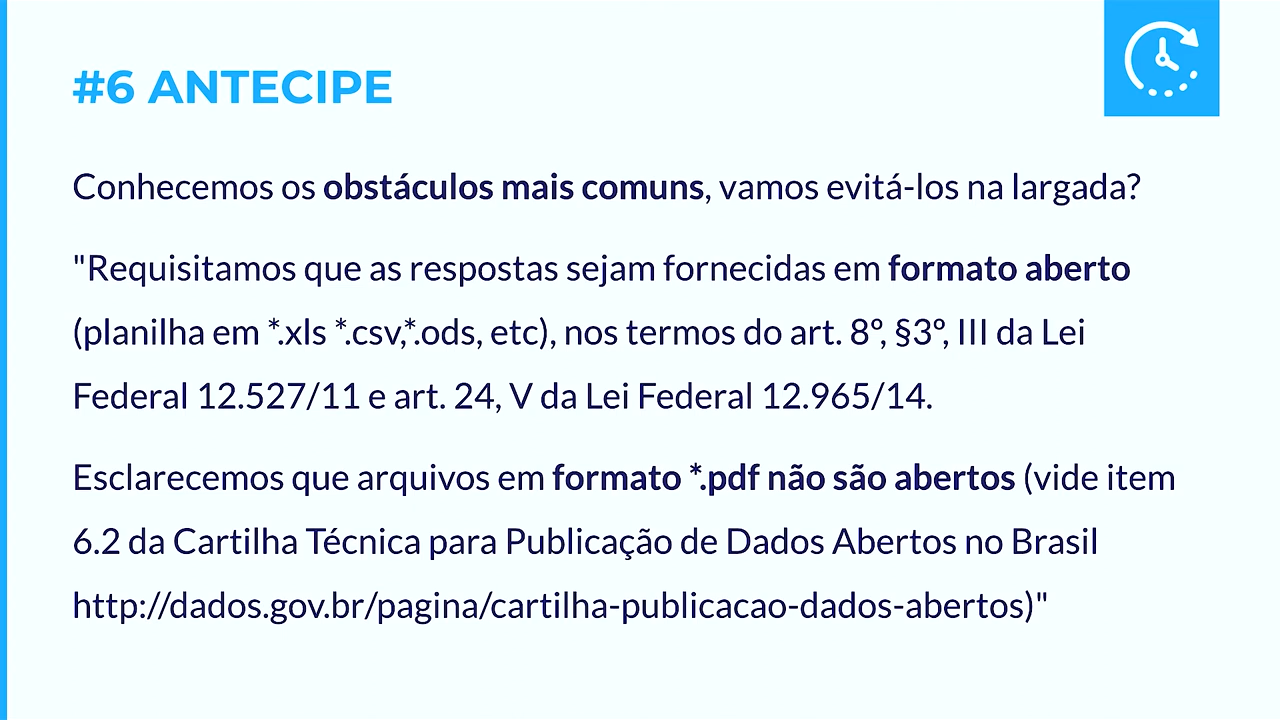 #6 ANTECIPE
Conhecemos os obstáculos mais comuns, vamos evitá-los na largada?
"Requisitamos que as respostas sejam fornecidas em formato aberto
(planilha em *.xls *.csv,*.ods, etc), nos termos do art. 8º, §3º, III da Lei
Federal 12.527/11 e art. 24, V da Lei Federal 12.965/14.
Esclarecemos que arquivos em formato *.pdf não são abertos (vide item
6.2 da Cartilha Técnica para Publicação de Dados Abertos no Brasil
http://dados.gov.br/pagina/cartilha-publicacao-dados-abertos)"